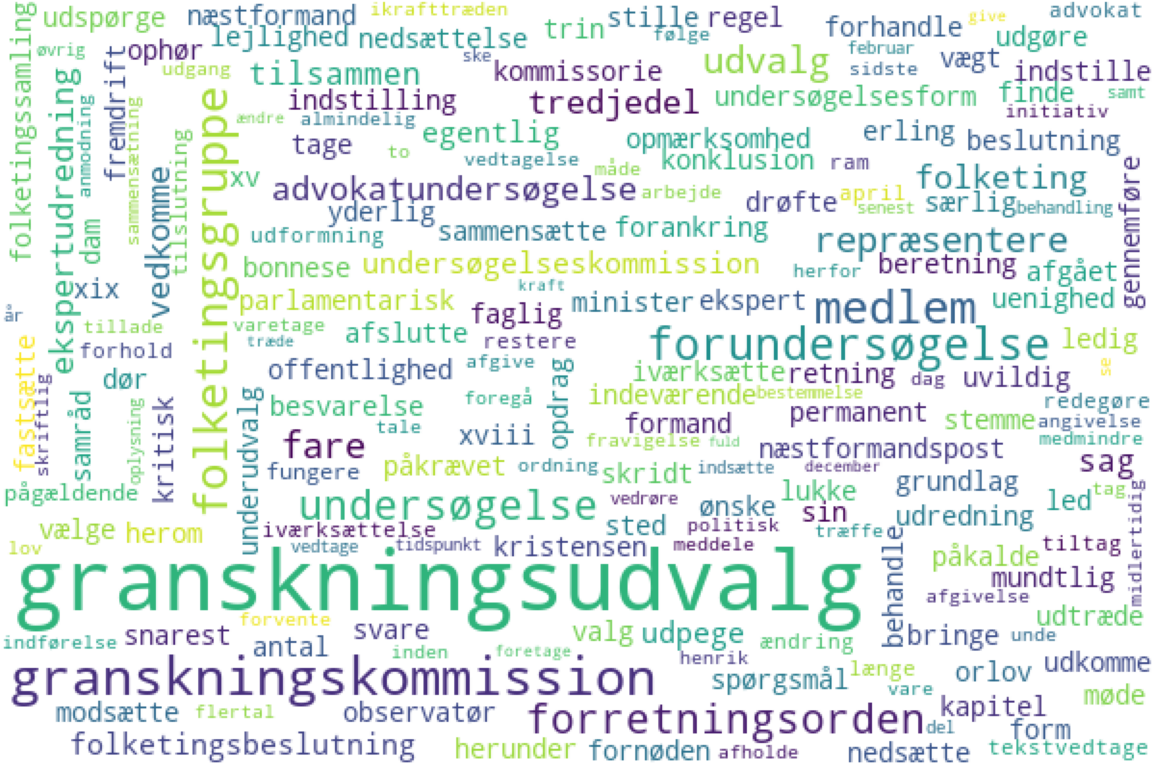 folketingssamling
udspørge
næstformand
ikrafttræden
stille
regel
forhandle
give
advokat
øvrig
ophør
lejlighed
nedsættelse
trin
følge
februar
udgøre
udgang
tilsammen
ske
kommissorie
udvalg
sidste
vægt
indstille
ekspertudredning
anmodning
fremdrift
sammensætning
tilslutning
folketingsgruppe
indstilling
tredjedel
undersøgelsesform
finde
samt
initiativ
ændre
almindelig
egentlig
opmærksomhed
erling
beslutning
tage
to
vedtagelse
måde
konklusion
ram
folketing
gennemføre
xv
advokatundersøgelse
arbejde
drøfte
april
senest
særlig
behandling
dam
vedkomme
yderlig
sammensætte
forankring
repræsentere
udformning
bonnese
undersøgelseskommission
herfor
beretning
afgået
xix
kraft
parlamentarisk
faglig
minister
ekspert
medlem
uenighed
år
tillade
varetage
træde
afslutte
restere
forundersøgelse
ledig
fastsætte
skriftlig
forhold
dør
offentlighed
afgive
opdrag
iværksætte
retning
dag
uvildig
se
samråd
oplysning
kritisk
underudvalg
besvarelse
foregå
indeværende
bestemmelse
redegøre
tale
xviii
formand
permanent
stemme
angivelse
fare
fravigelse
fuld
næstformandspost
medmindre
fungere
påkrævet
ordning
skridt
indsætte
december
sag
pågældende
undersøgelse
vedrøre
ønske
lukke
grundlag
led
tag
midlertidig
vælge
herom
iværksættelse
sted
politisk
sin
træffe
udredning
lov
vedtage
tidspunkt
kristensen
meddele
behandle
påkalde
tiltag
granskningsudvalg
mundtlig
afgivelse
forvente
udtræde
indførelse
snarest
svare
valg
udpege
ændring
bringe
unde
antal
inden
foretage
henrik
granskningskommission
spørgsmål
længe
vare
orlov
udkomme
modsætte
flertal
observatør
forretningsorden
del
kapitel
møde
form
folketingsbeslutning
herunder
fornøden
afholde
nedsætte
tekstvedtage